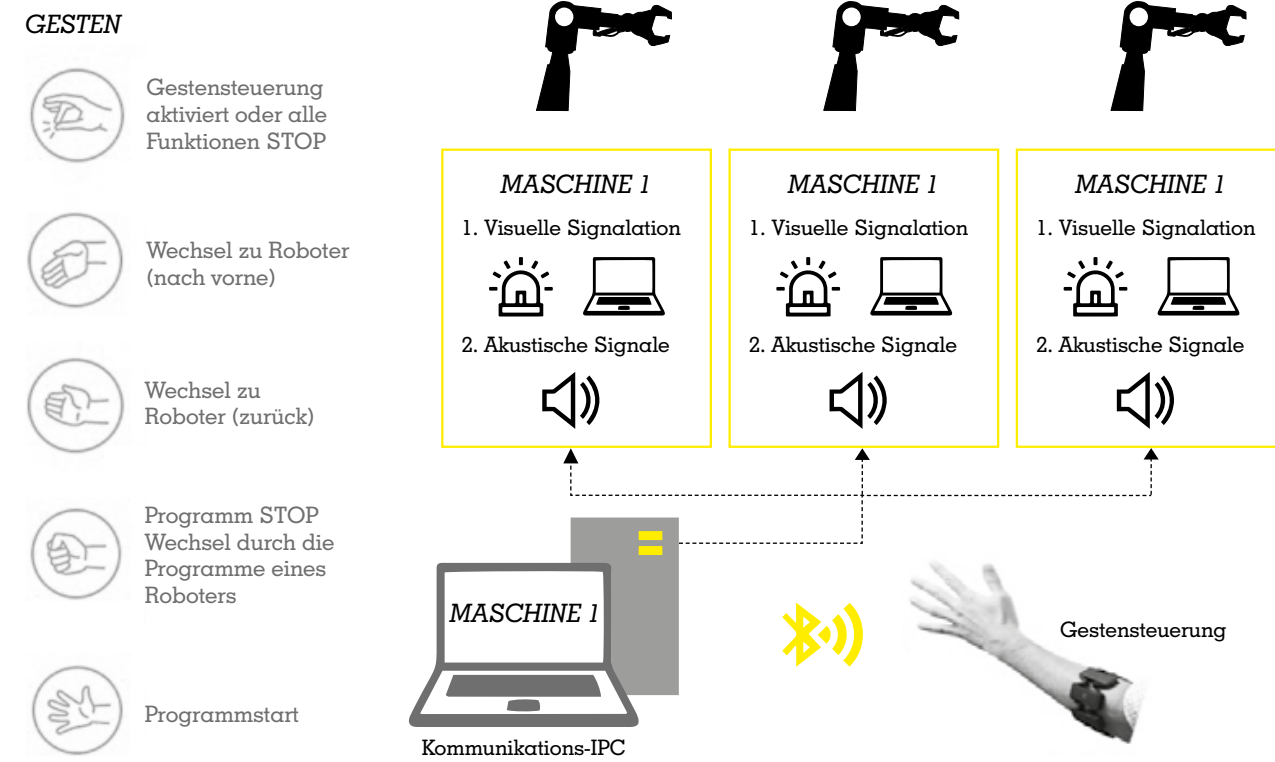 GESTEN
Gestensteuerung
aktiviert oder alle
Funktionen STOP
Wechsel zu Roboter
(nach vorne)
Wechsel zu
Roboter (zurück)
Programm STOP
Wechsel durch die
Programme eines
Roboters
Programmstart
MASCHINE 1
1. Visuelle Signalation
2. Akustische Signale
MASCHINE 1
1. Visuelle Signalation
2. Akustische Signale
MASCHINE 1
1. Visuelle Signalation
2. Akustische Signale
MASCHINE 1
Kommunikations-IPC
Gestensteuerung